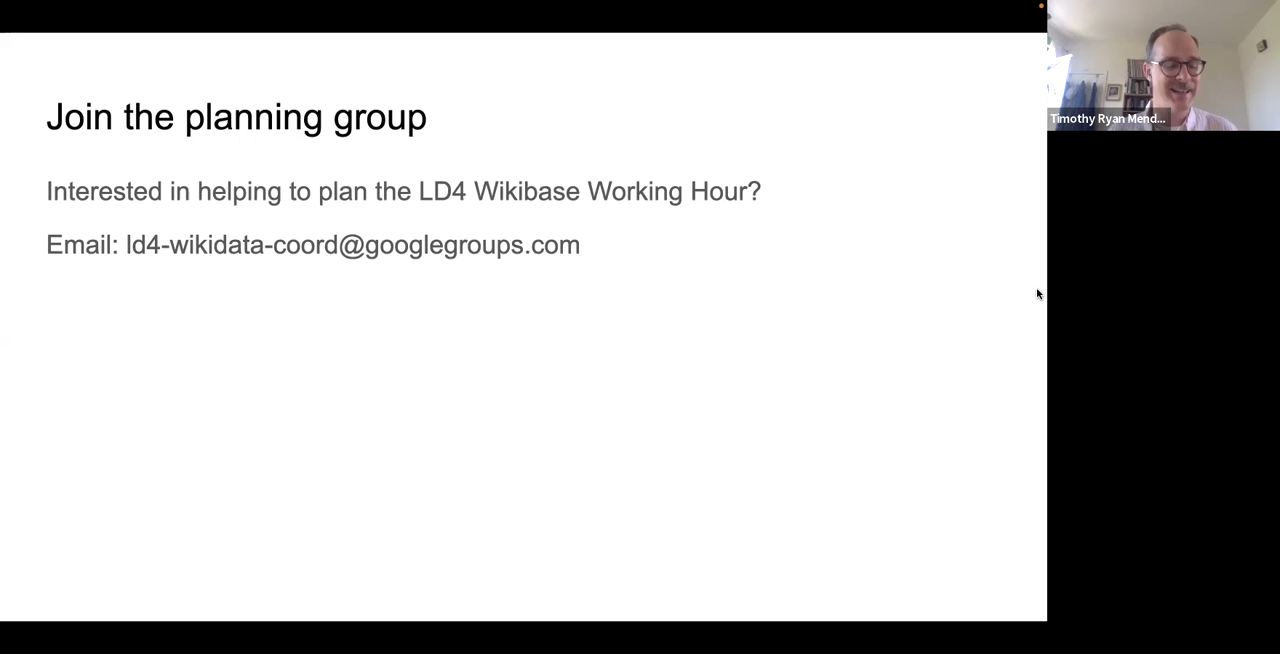 Join the planning group
Interested in helping to plan the LD4 Wikibase Working Hour?
Email: ld4-wikidata-coord@googlegroups.com
Timothy Ryan Mend...